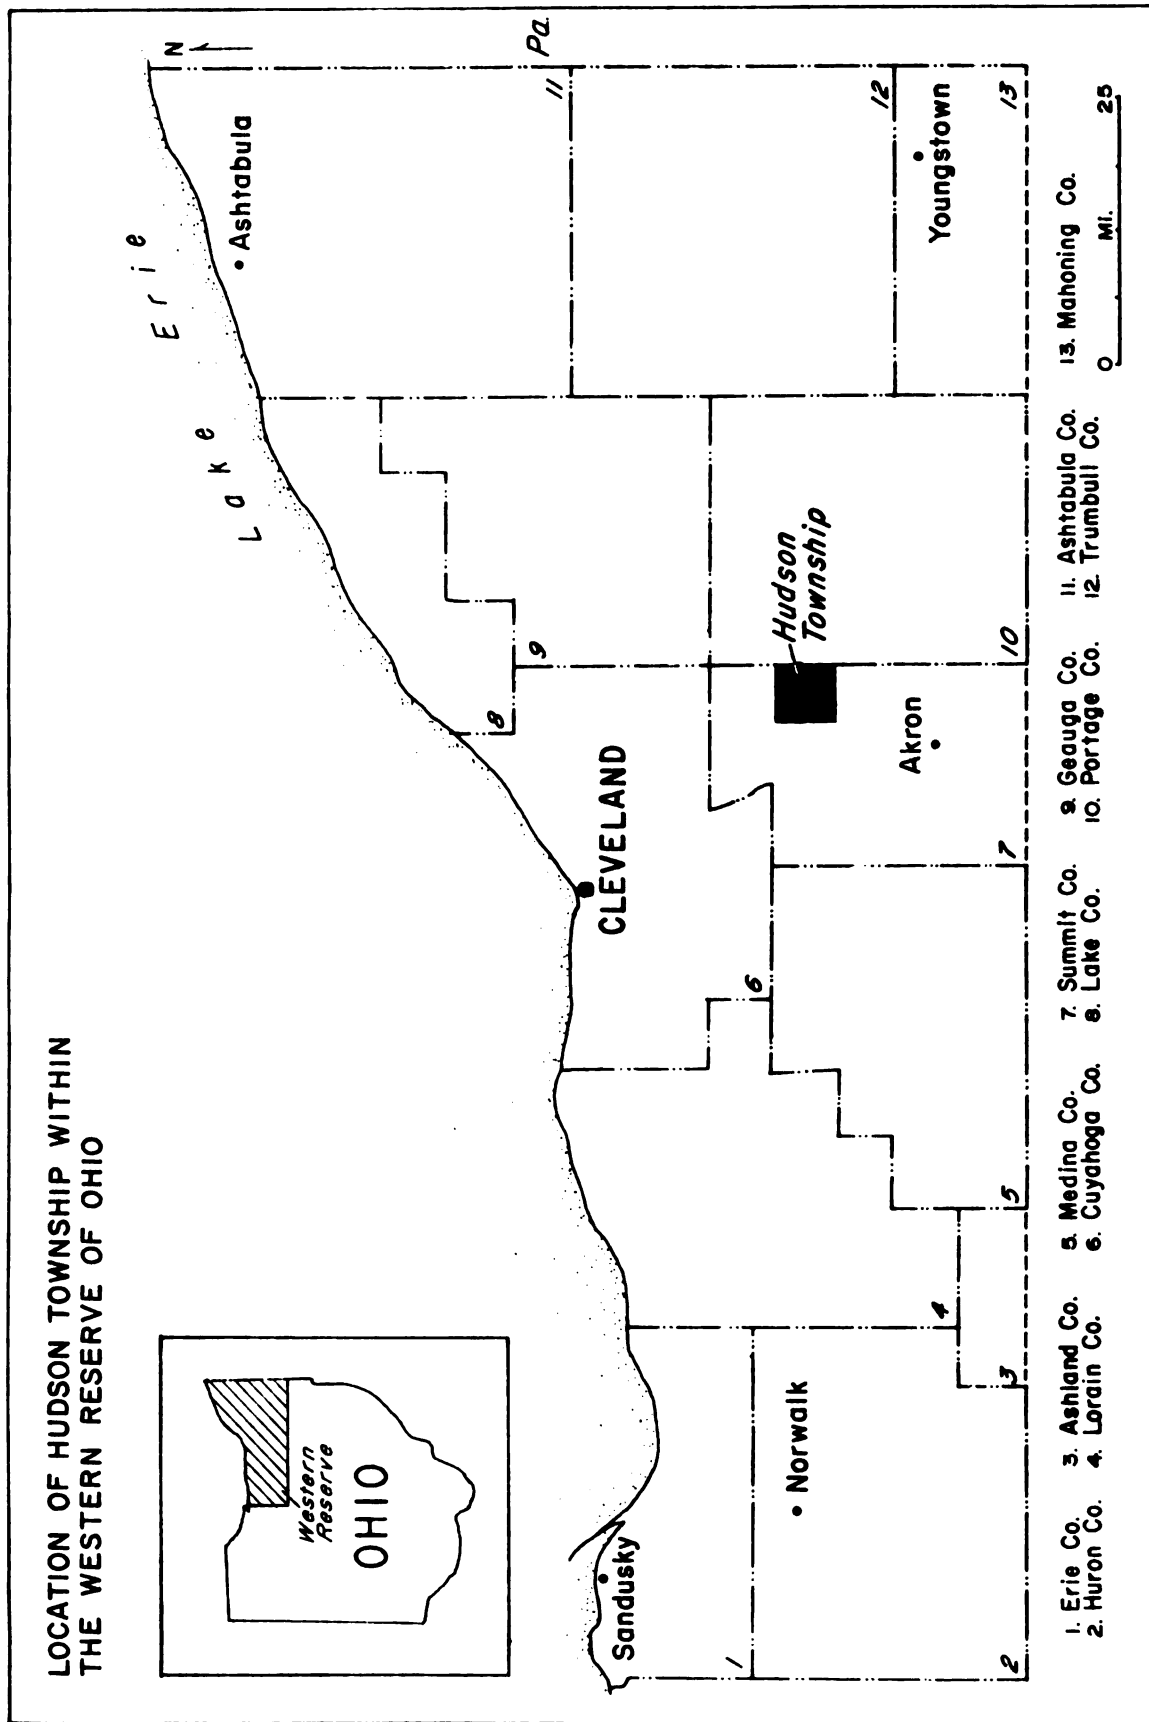 LOCATION OF HUDSON TOWNSHIP WITHIN
THE WESTERN RESERVE OF OHIO
Western
Reserve
OHIO
Lake Erie
N
Pa.
Ashtabula
CLEVELAND
Sandusky
Norwalk
Hudson
Township
Akron
Youngstown
1
2
3
4
5
6
7
8
9
10
11
12
13
1. Erie Co.
2. Huron Co.
3. Ashland Co.
4. Lorain Co.
5. Medina Co.
6. Cuyahoga Co.
7. Summit Co.
8. Lake Co.
9. Geauga Co.
10. Portage Co.
11. Ashtabula Co.
12. Trumbull Co.
13. Mahoning Co.
0 MI. 25